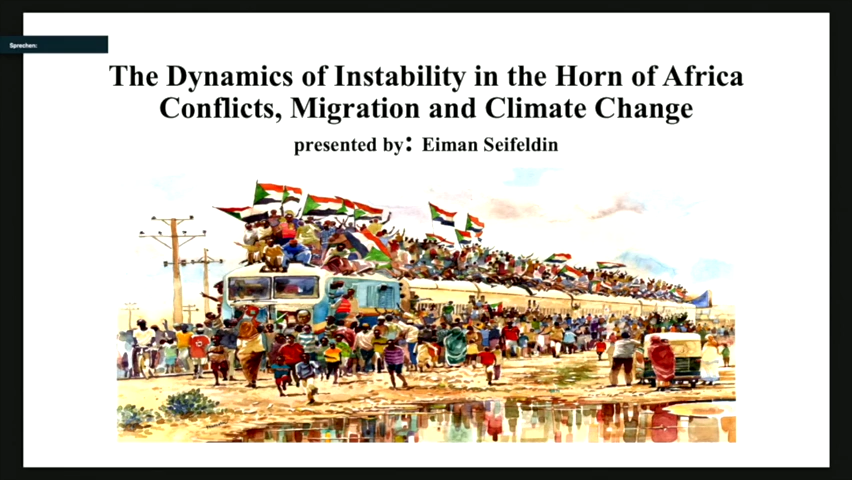 Sprechen:
The Dynamics of Instability in the Horn of Africa
Conflicts, Migration and Climate Change
presented by: Eiman Seifeldin